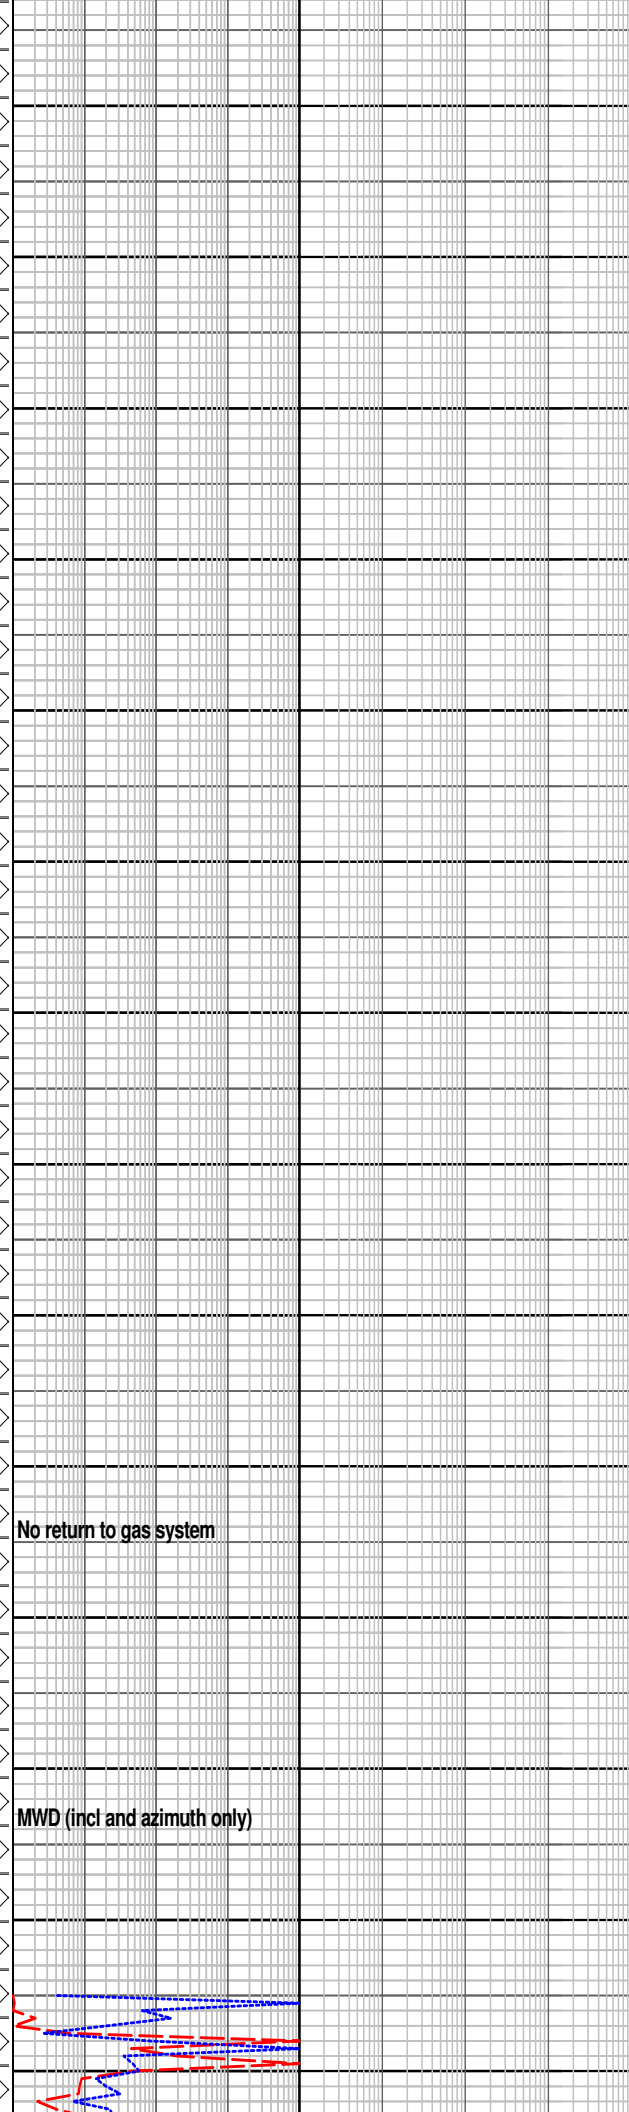 No return to gas system
MWD (incl and azimuth only)